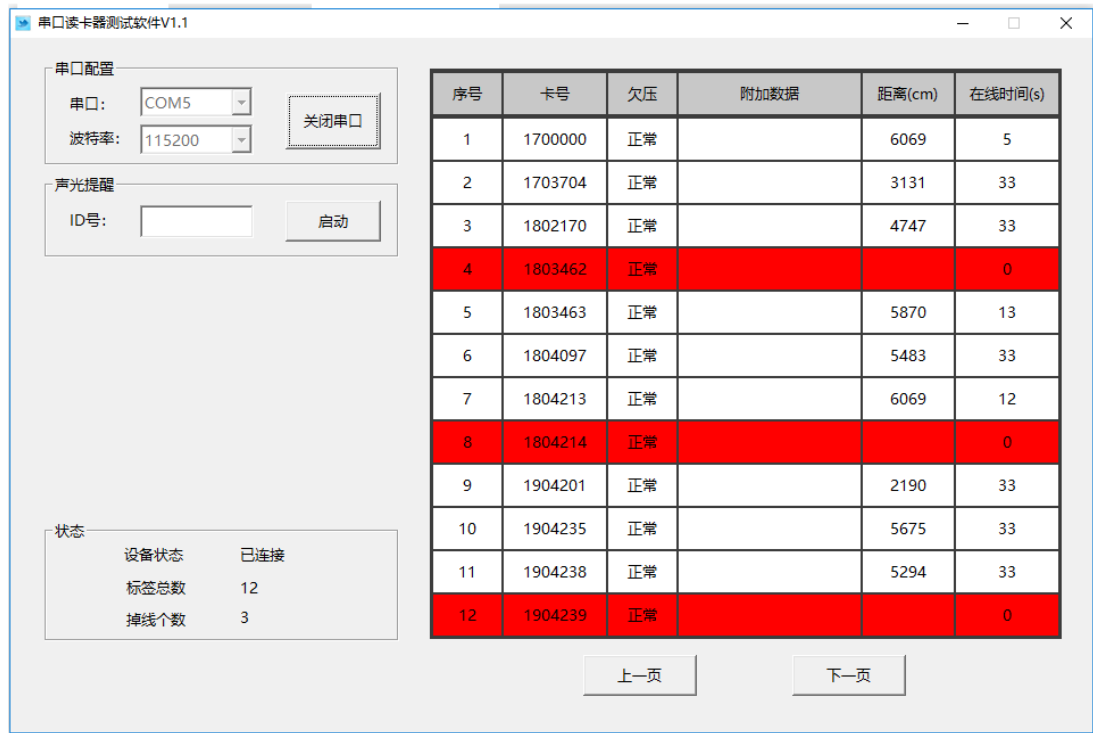 串口读卡器测试软件V1.1
串口配置
串口: COM5
波特率: 115200
关闭串口
声光提醒
ID号:
启动
状态
设备状态 已连接
标签总数 12
掉线个数 3
序号 卡号 欠压 附加数据 距离(cm) 在线时间(s)
1 1700000 正常 6069 5
2 1703704 正常 3131 33
3 1802170 正常 4747 33
4 1803462 正常 0
5 1803463 正常 5870 13
6 1804097 正常 5483 33
7 1804213 正常 6069 12
8 1804214 正常 0
9 1904201 正常 2190 33
10 1904235 正常 5675 33
11 1904238 正常 5294 33
12 1904239 正常 0
上一页 下一页